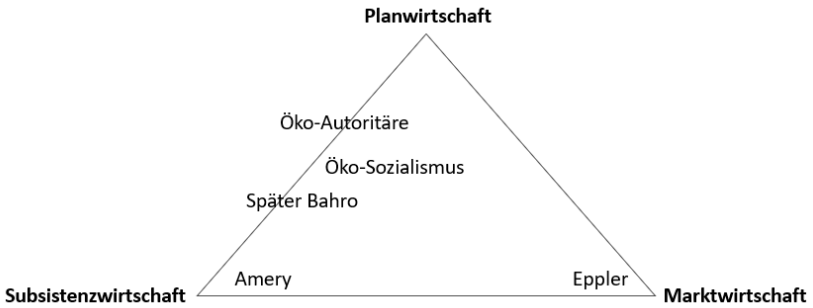 Planwirtschaft
Öko-Autoritäre
Öko-Sozialismus
Später Bahro
Amery
Eppler
Subsistenzwirtschaft
Marktwirtschaft